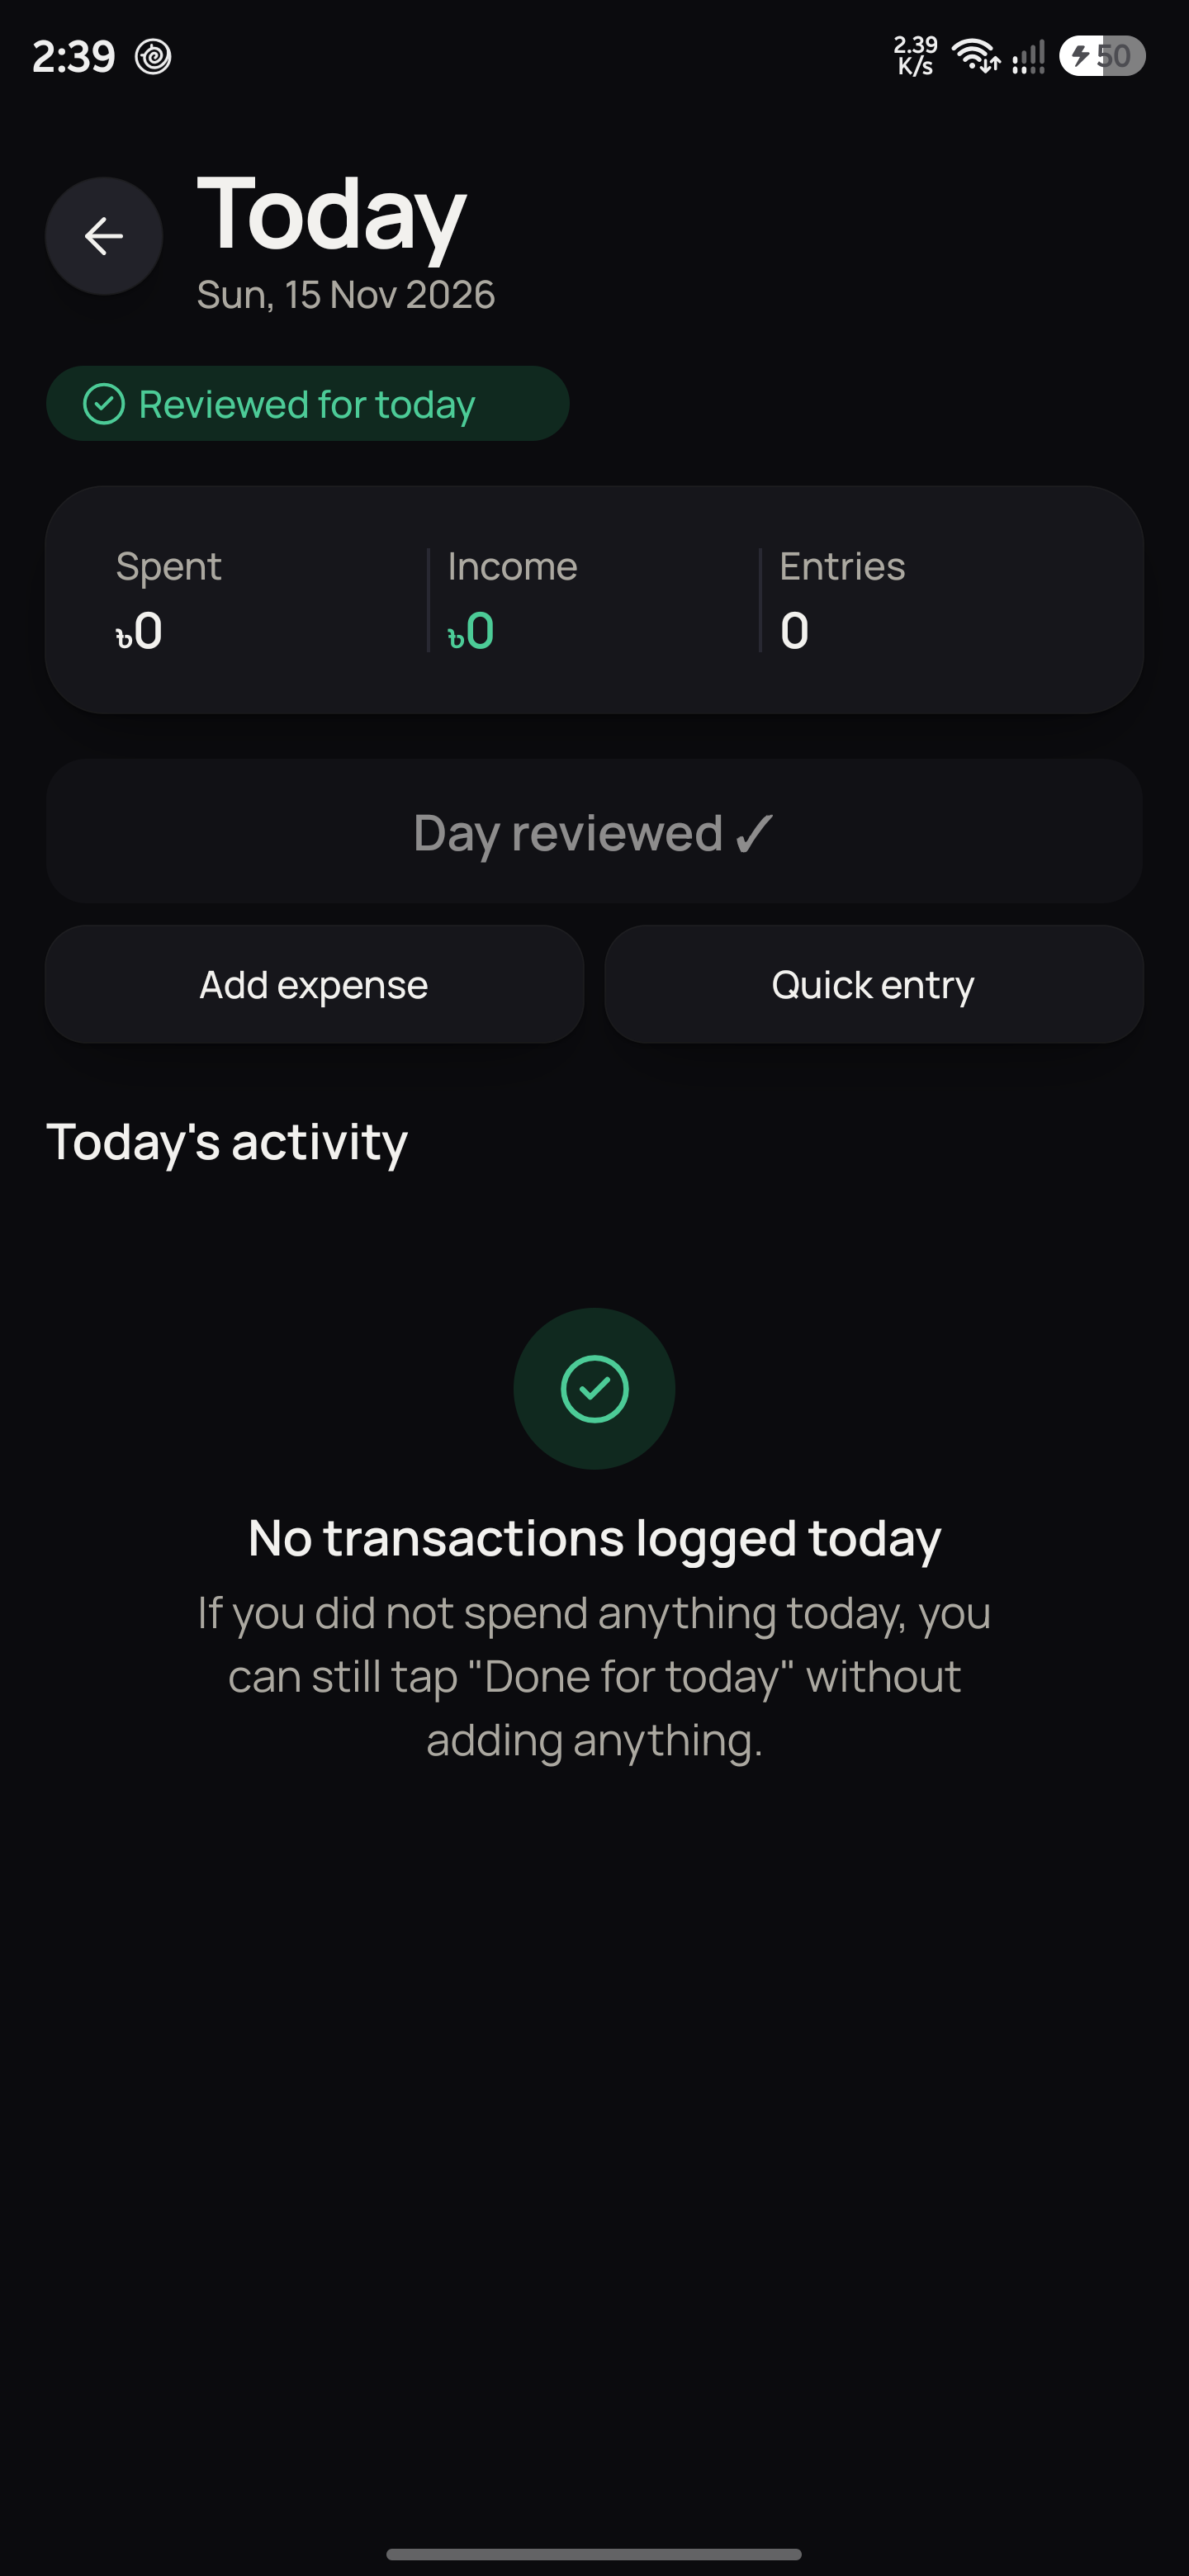 2:39
2.39
K/s
50
Today
Sun, 15 Nov 2026
Reviewed for today
Spent
Income
Entries
৳0
৳0
0
Day reviewed ✓
Add expense
Quick entry
Today's activity
No transactions logged today
If you did not spend anything today, you
can still tap "Done for today" without
adding anything.